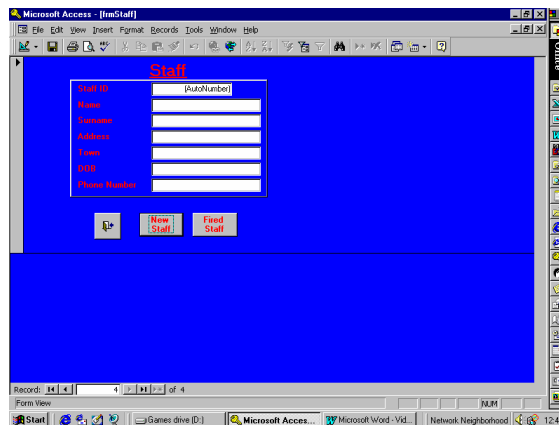 Microsoft Access - [frmStaff]
File Edit View Insert Format Records Tools Window Help
Office
Staff
Staff ID (AutoNumber)
Name
Surname
Address
Town
DOB
Phone Number
New Staff
Fired Staff
Record: 4 of 4
Form View NUM
Start Games drive (D:) Microsoft Acces... Microsoft Word - Vid... Network Neighborhood